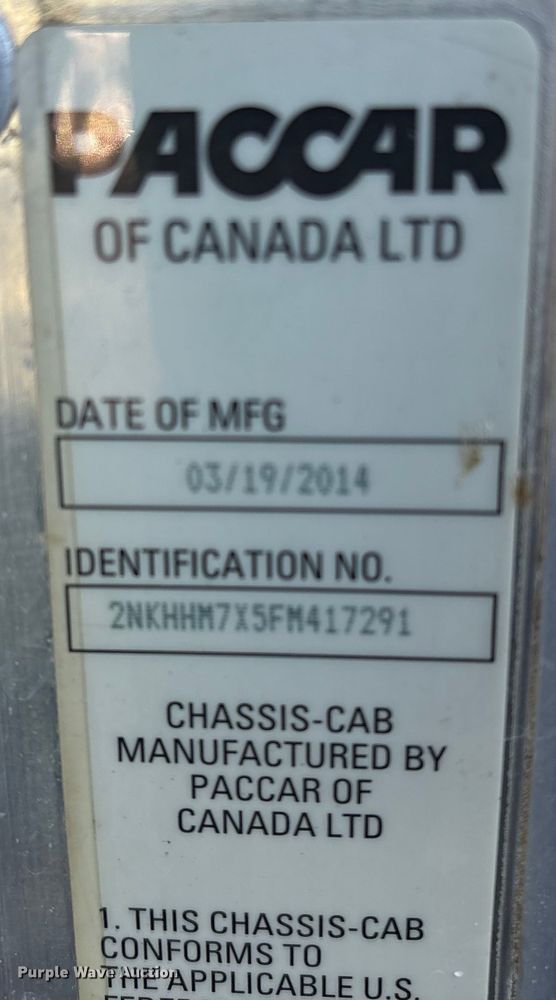 PACCAR
OF CANADA LTD
DATE OF MFG
03/19/2014
IDENTIFICATION NO.
2NKHHM7X5FM417291
CHASSIS-CAB
MANUFACTURED BY
PACCAR OF
CANADA LTD
1. THIS CHASSIS-CAB
CONFORMS TO
THE APPLICABLE U.S.
Purple Wave Auction